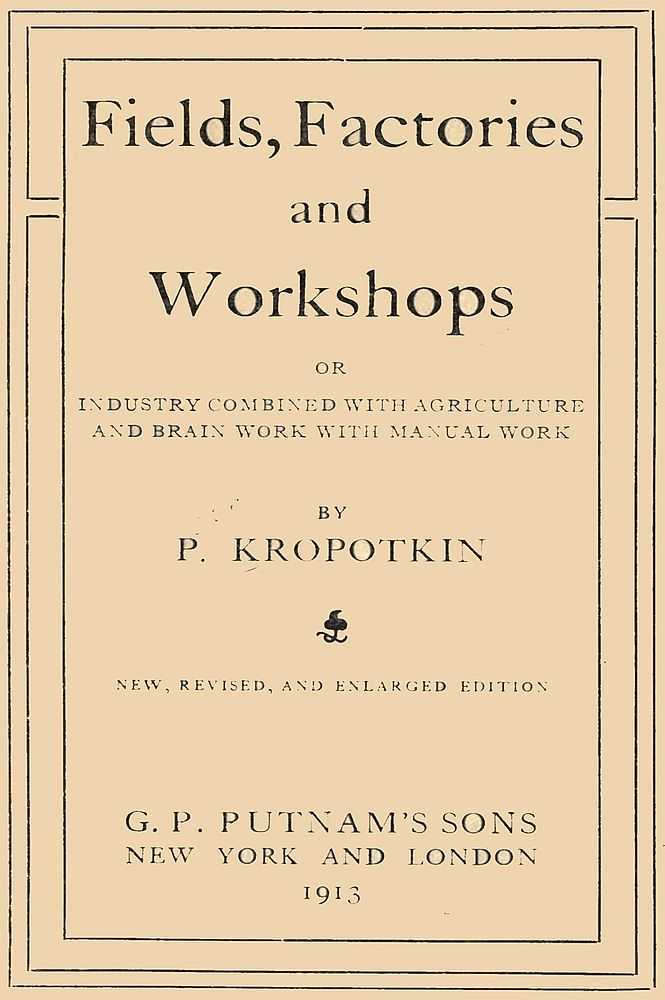 Fields, Factories
and
Workshops
OR
INDUSTRY COMBINED WITH AGRICULTURE
AND BRAIN WORK WITH MANUAL WORK
BY
P. KROPOTKIN
NEW, REVISED, AND ENLARGED EDITION
G. P. PUTNAM'S SONS
NEW YORK AND LONDON
1913